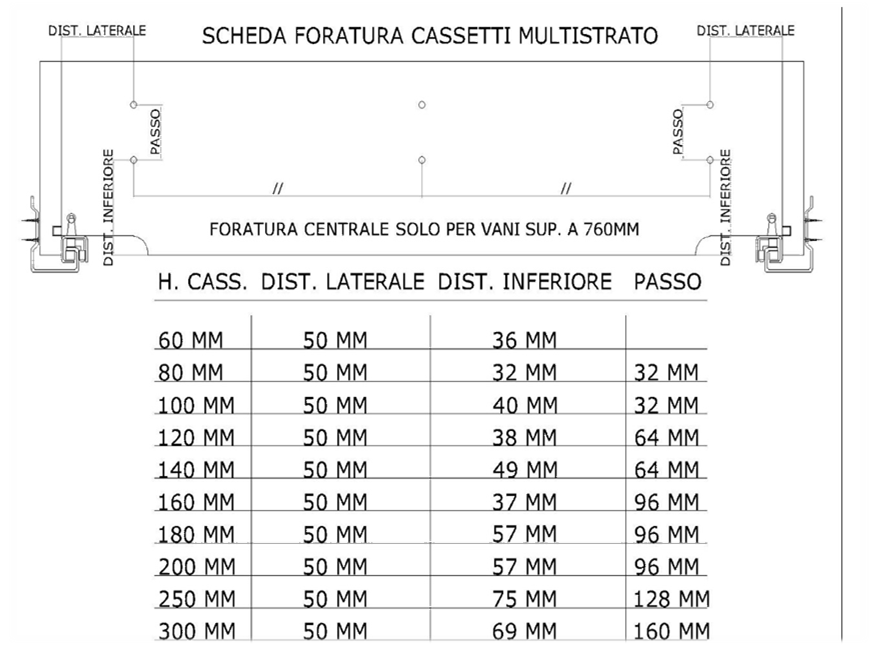 DIST. LATERALE SCHEDA FORATURA CASSETTI MULTISTRATO DIST. LATERALE
PASSO PASSO
DIST. INFERIORE DIST. INFERIORE
// //
FORATURA CENTRALE SOLO PER VANI SUP. A 760MM
H. CASS. DIST. LATERALE DIST. INFERIORE PASSO
60 MM 50 MM 36 MM
80 MM 50 MM 32 MM 32 MM
100 MM 50 MM 40 MM 32 MM
120 MM 50 MM 38 MM 64 MM
140 MM 50 MM 49 MM 64 MM
160 MM 50 MM 37 MM 96 MM
180 MM 50 MM 57 MM 96 MM
200 MM 50 MM 57 MM 96 MM
250 MM 50 MM 75 MM 128 MM
300 MM 50 MM 69 MM 160 MM